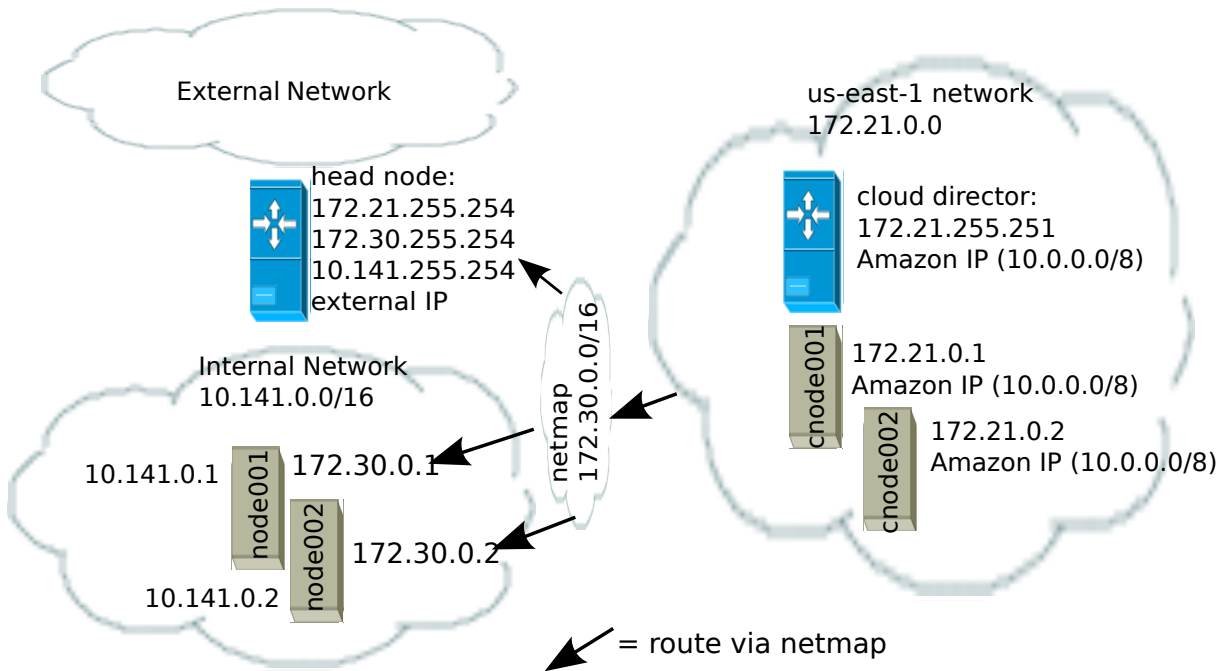 External Network
us-east-1 network
172.21.0.0
head node:
172.21.255.254
172.30.255.254
10.141.255.254
external IP
cloud director:
172.21.255.251
Amazon IP (10.0.0.0/8)
netmap
172.30.0.0/16
cnode001
172.21.0.1
Amazon IP (10.0.0.0/8)
cnode002
172.21.0.2
Amazon IP (10.0.0.0/8)
Internal Network
10.141.0.0/16
10.141.0.1
node001
172.30.0.1
10.141.0.2
node002
172.30.0.2
= route via netmap